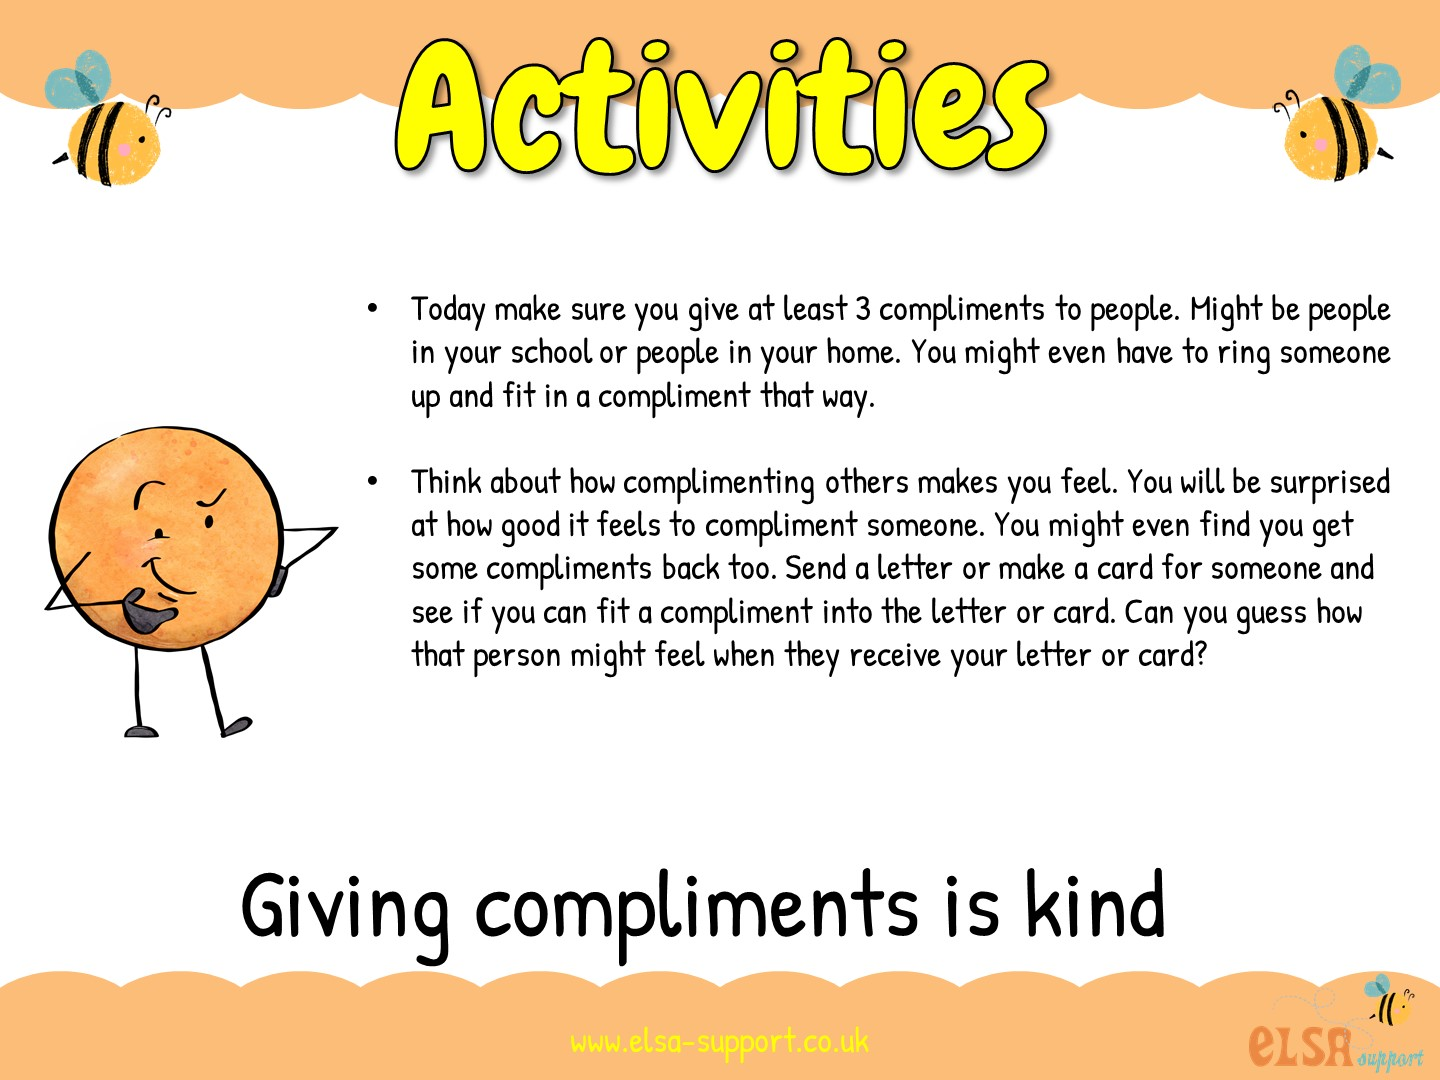 Activities
• Today make sure you give at least 3 compliments to people. Might be people
in your school or people in your home. You might even have to ring someone
up and fit in a compliment that way.
• Think about how complimenting others makes you feel. You will be surprised
at how good it feels to compliment someone. You might even find you get
some compliments back too. Send a letter or make a card for someone and
see if you can fit a compliment into the letter or card. Can you guess how
that person might feel when they receive your letter or card?
Giving compliments is kind
www.elsa-support.co.uk
ELSA support